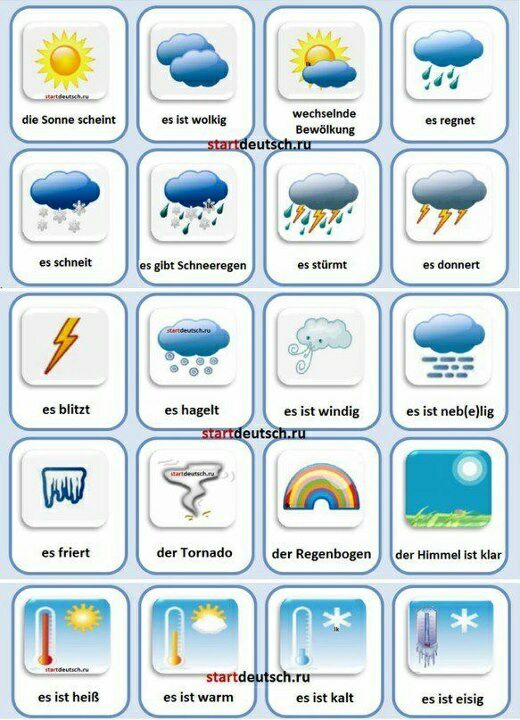 startdeutsch.ru
die Sonne scheint
es ist wolkig
wechselnde
Bewölkung
es regnet
startdeutsch.ru
es schneit
es gibt Schneeregen
es stürmt
es donnert
startdeutsch.ru
es blitzt
es hagelt
es ist windig
es ist neb(e)lig
startdeutsch.ru
startdeutsch.ru
es friert
der Tornado
der Regenbogen
der Himmel ist klar
startdeutsch.ru
startdeutsch.ru
es ist heiß
es ist warm
es ist kalt
es ist eisig